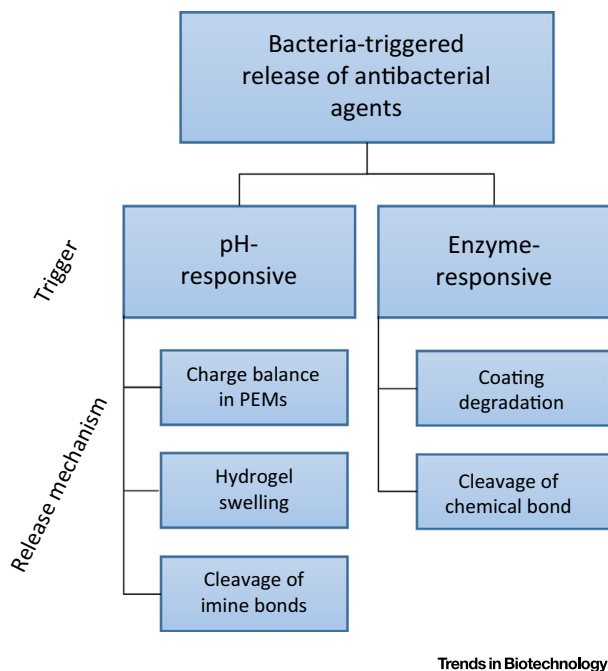 Bacteria-triggered
release of antibacterial
agents
Trigger
pH-
responsive
Enzyme-
responsive
Release mechanism
Charge balance
in PEMs
Coating
degradation
Hydrogel
swelling
Cleavage of
chemical bond
Cleavage of
imine bonds
Trends in Biotechnology